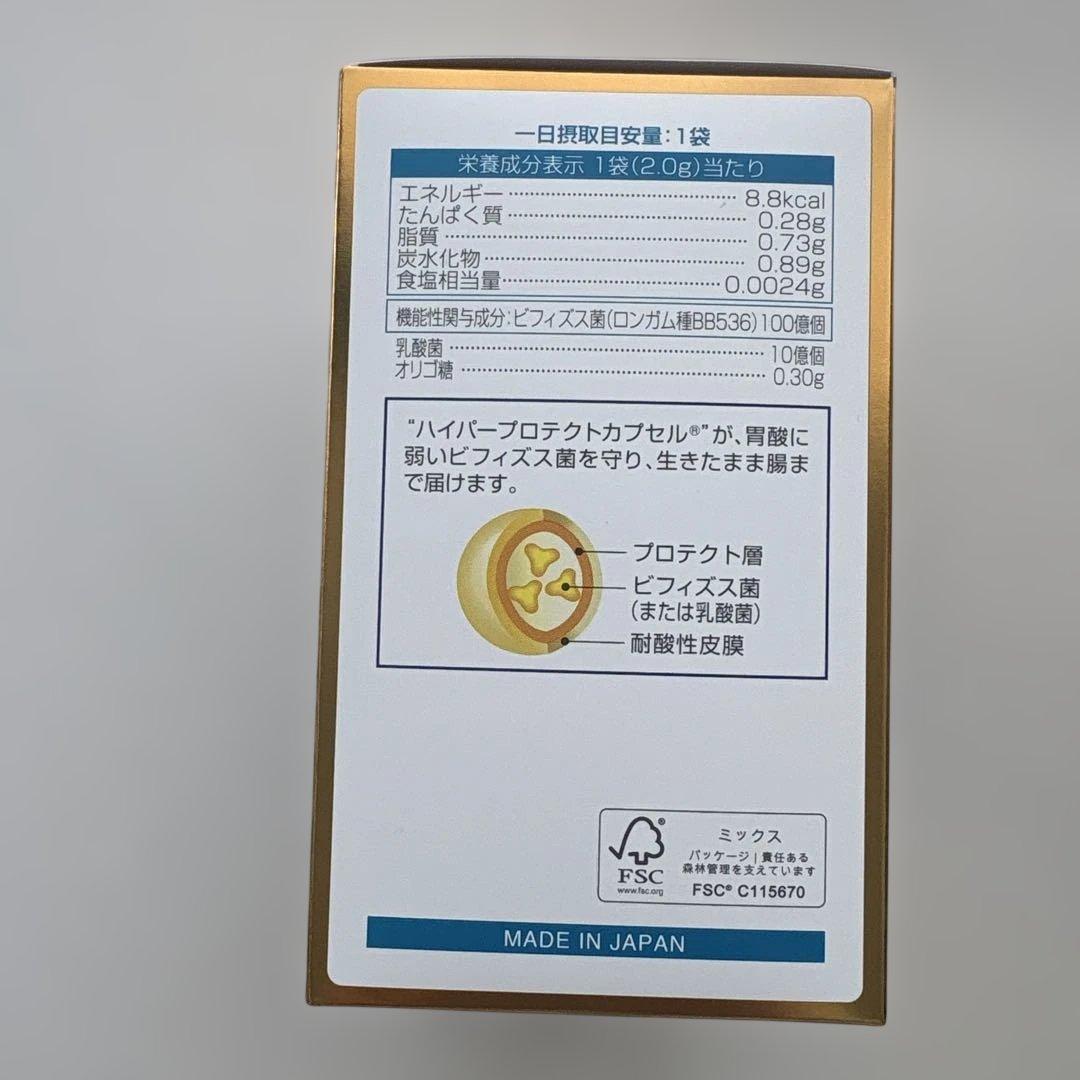 一日摂取目安量:1袋
栄養成分表示 1袋(2.0g)当たり
エネルギー 8.8kcal
たんぱく質 0.28g
脂質 0.73g
炭水化物 0.89g
食塩相当量 0.0024g
機能性関与成分:ビフィズス菌(ロンガム種BB536)100億個
乳酸菌 10億個
オリゴ糖 0.30g
“ハイパープロテクトカプセル®”が、胃酸に
弱いビフィズス菌を守り、生きたまま腸ま
で届けます。
プロテクト層
ビフィズス菌
(または乳酸菌)
耐酸性皮膜
ミックス
パッケージ|責任ある
森林管理を支えています
FSC
www.fsc.org
FSC® C115670
MADE IN JAPAN